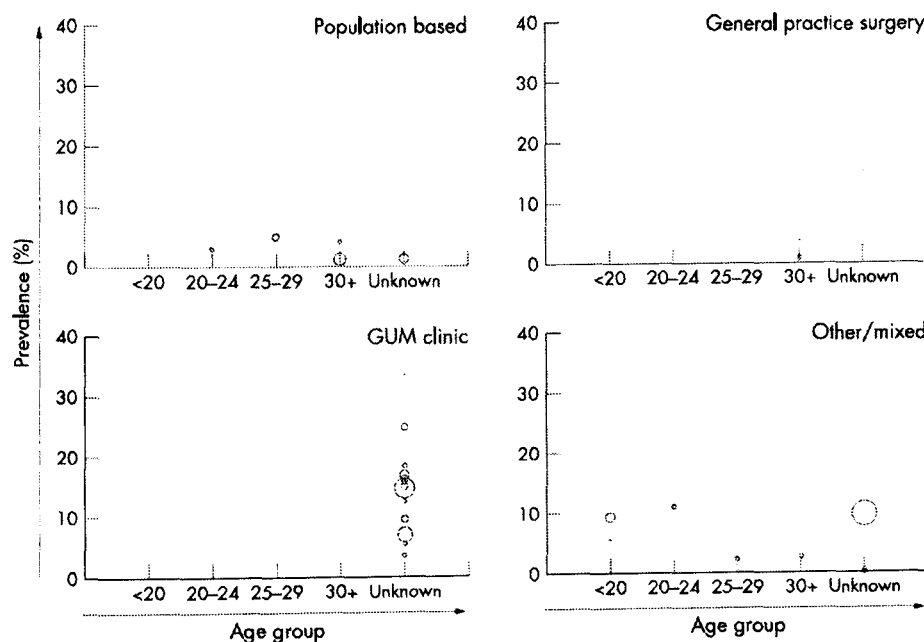 Prevalence (%)
Population based
40
30
20
10
0
<20 20–24 25–29 30+ Unknown
General practice surgery
40
30
20
10
0
<20 20–24 25–29 30+ Unknown
GUM clinic
40
30
20
10
0
<20 20–24 25–29 30+ Unknown
Age group
Other/mixed
40
30
20
10
0
<20 20–24 25–29 30+ Unknown
Age group